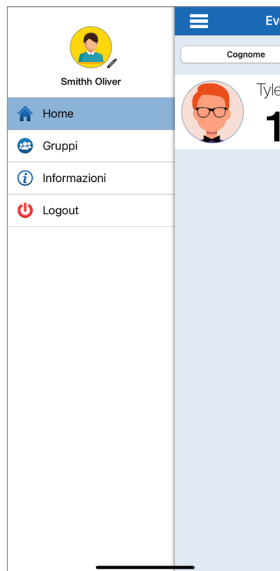 Smithh Oliver
Home
Gruppi
Informazioni
Logout
Cognome